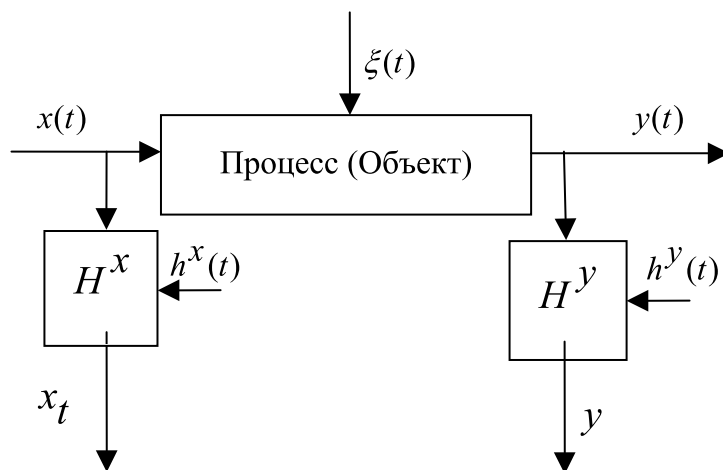 ξ(t)
x(t)
y(t)
Процесс (Объект)
H^x
h^x(t)
H^y
h^y(t)
x_t
y